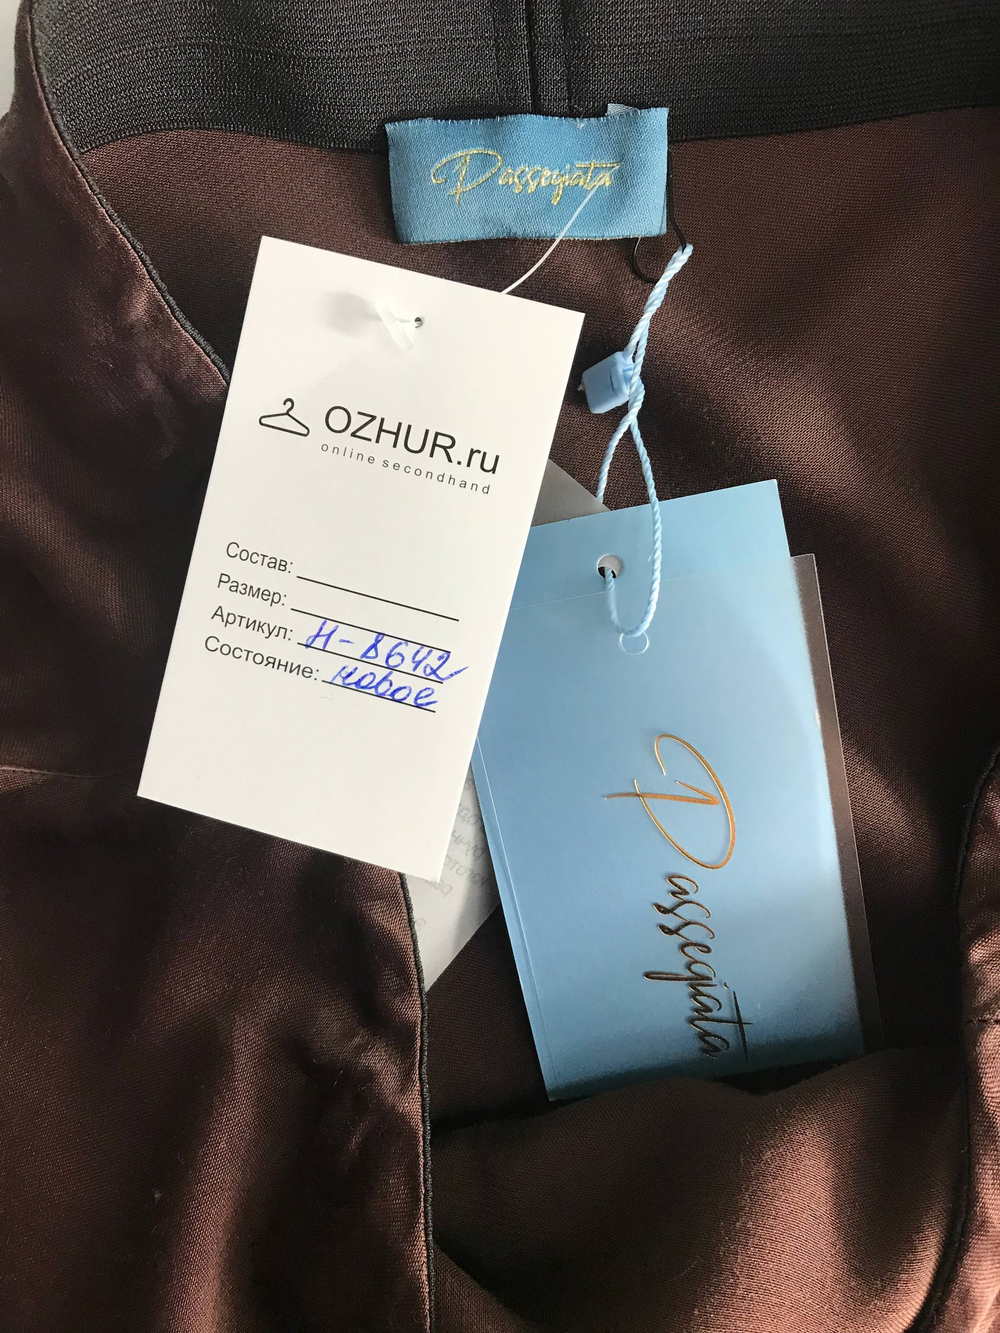 Passegiata
OZHUR.ru
online secondhand
Состав:
Размер:
Артикул: Н-8642
Состояние: новое
Passegiata